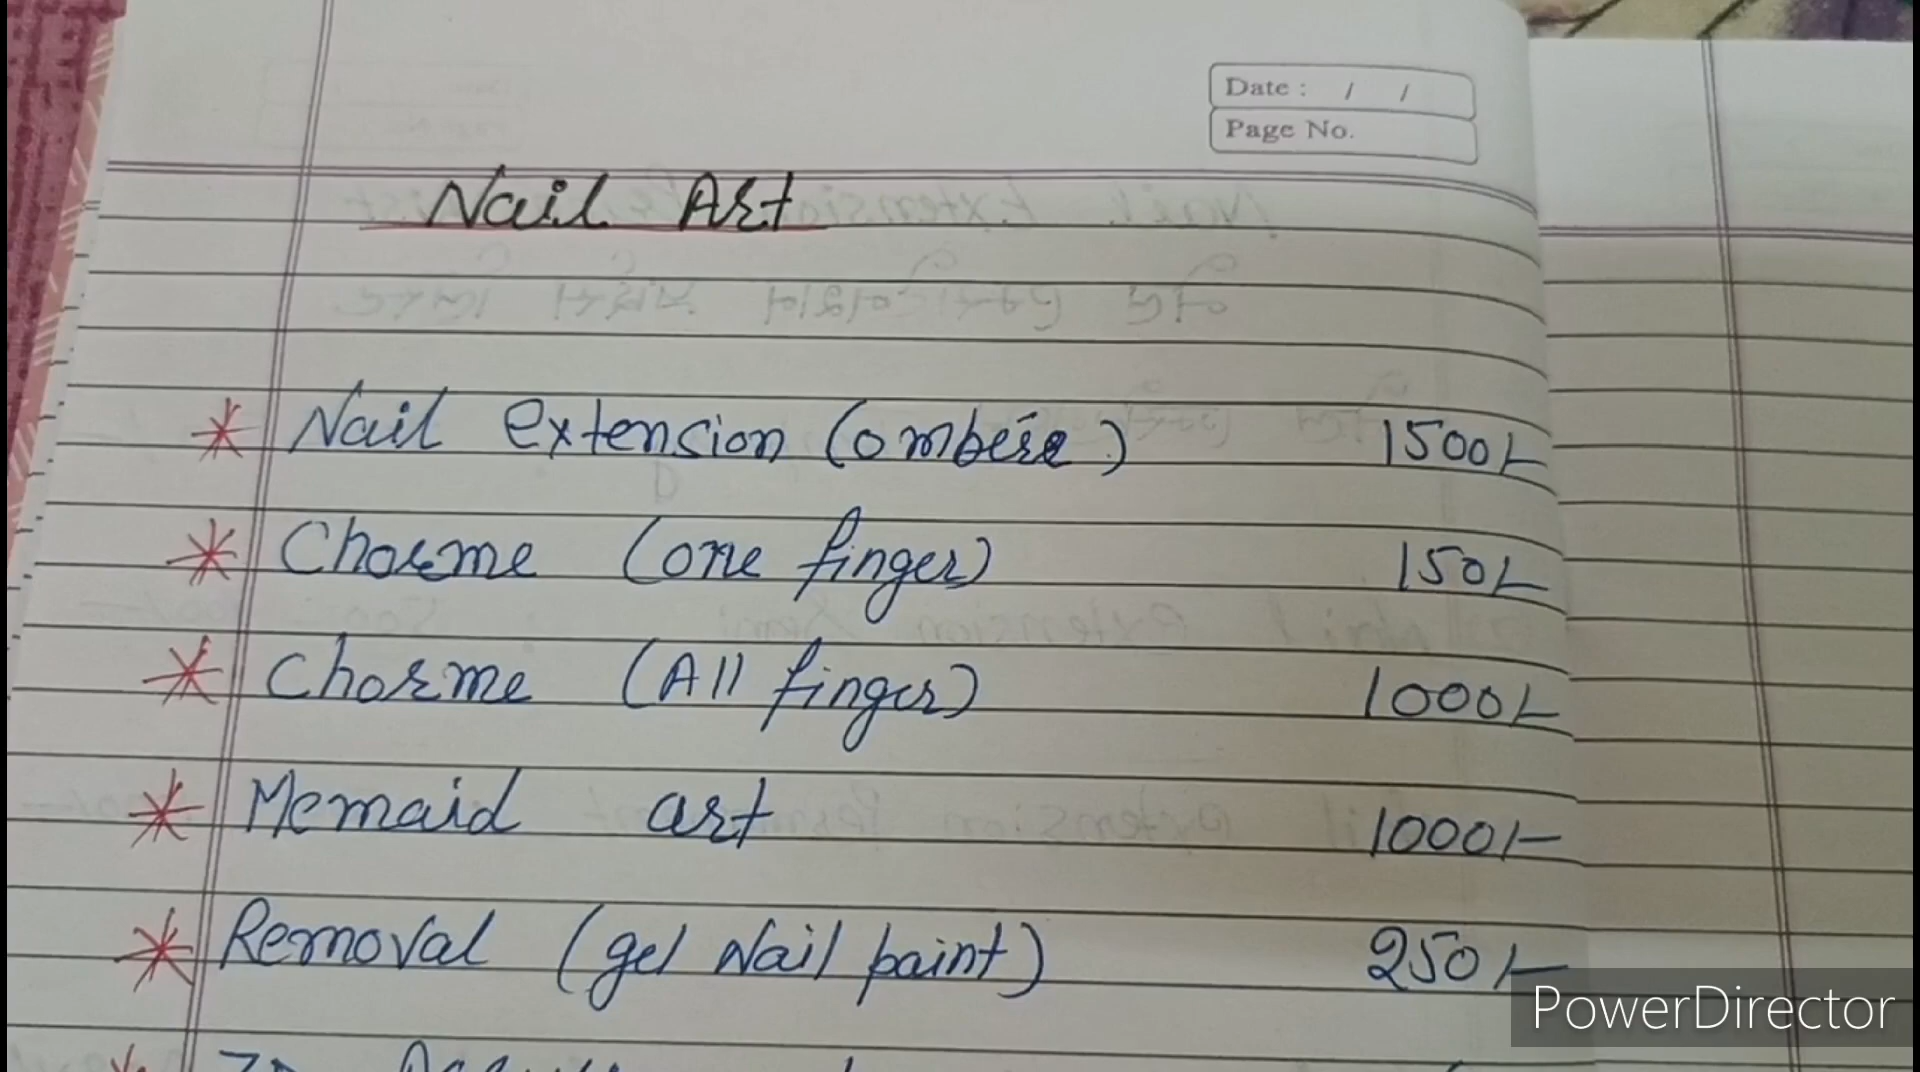 Date : / /
Page No.
Nail Art
* Nail extension (ombere) 1500/-
* Chorme (one finger) 150/-
* Chorme (All finger) 1000/-
* Memaid art 1000/-
* Removal (gel Nail paint) 250/-
PowerDirector